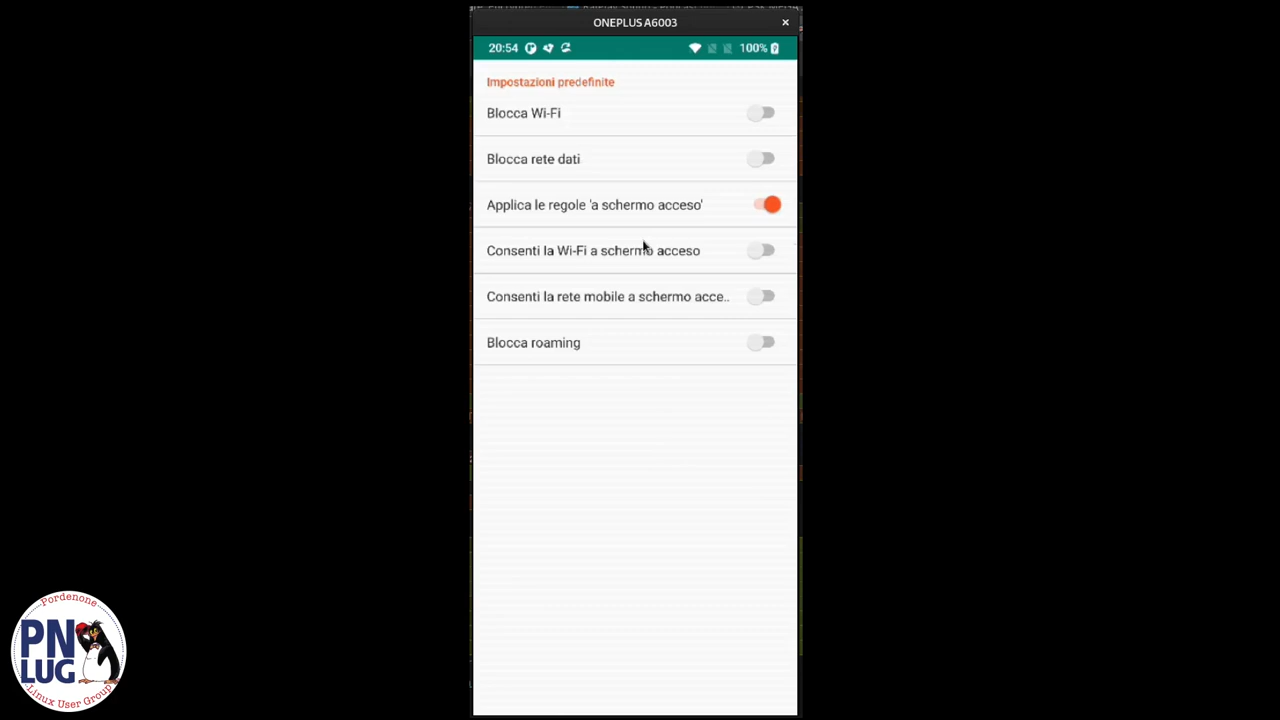 ONEPLUS A6003
20:54
100%
Impostazioni predefinite
Blocca Wi-Fi
Blocca rete dati
Applica le regole 'a schermo acceso'
Consenti la Wi-Fi a schermo acceso
Consenti la rete mobile a schermo acce..
Blocca roaming
Pordenone
PN
LUG
Linux User Group